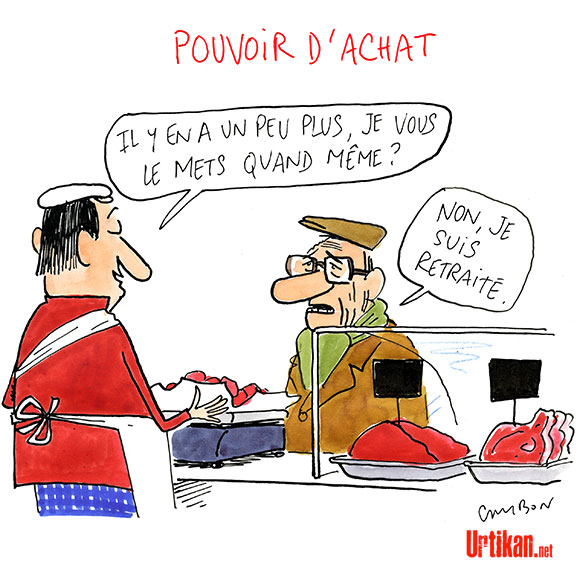 POUVOIR D'ACHAT
IL Y EN A UN PEU PLUS, JE VOUS
LE METS QUAND MÊME ?
NON, JE
SUIS
RETRAITÉ.
CAMBON
Urtikan.net